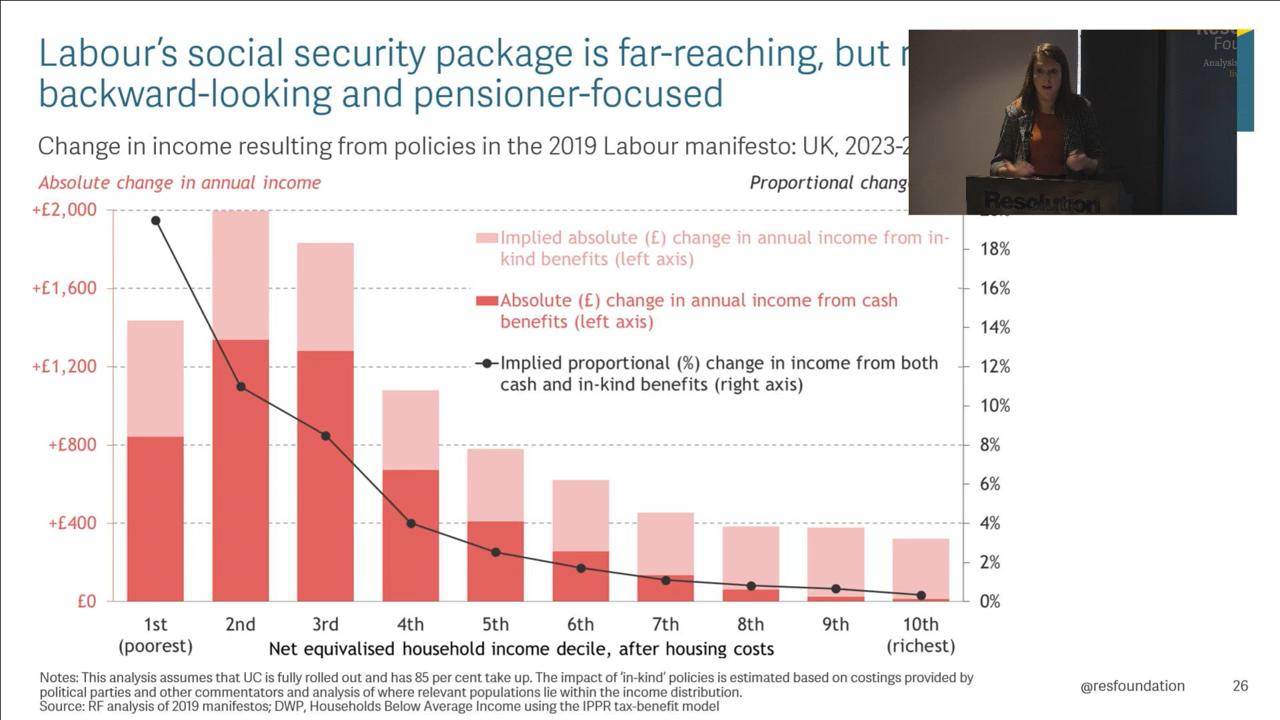 Labour's social security package is far-reaching, but
backward-looking and pensioner-focused
Change in income resulting from policies in the 2019 Labour manifesto: UK,
Absolute change in annual income
Proportional
+£2,000
+£1,600
+£1,200
+£800
+£400
£0
18%
16%
14%
12%
10%
8%
6%
4%
2%
0%
Implied absolute (£) change in annual income from in-
kind benefits (left axis)
Absolute (£) change in annual income from cash
benefits (left axis)
Implied proportional (%) change in income from both
cash and in-kind benefits (right axis)
1st 2nd 3rd 4th 5th 6th 7th 8th 9th 10th
(poorest) (richest)
Net equivalised household income decile, after housing costs
Notes: This analysis assumes that UC is fully rolled out and has 85 per cent take up. The impact of 'in-kind' policies is estimated based on costings provided by
political parties and other commentators and analysis of where relevant populations lie within the income distribution.
Source: RF analysis of 2019 manifestos; DWP, Households Below Average Income using the IPPR tax-benefit model
@resfoundation 26
Resolution